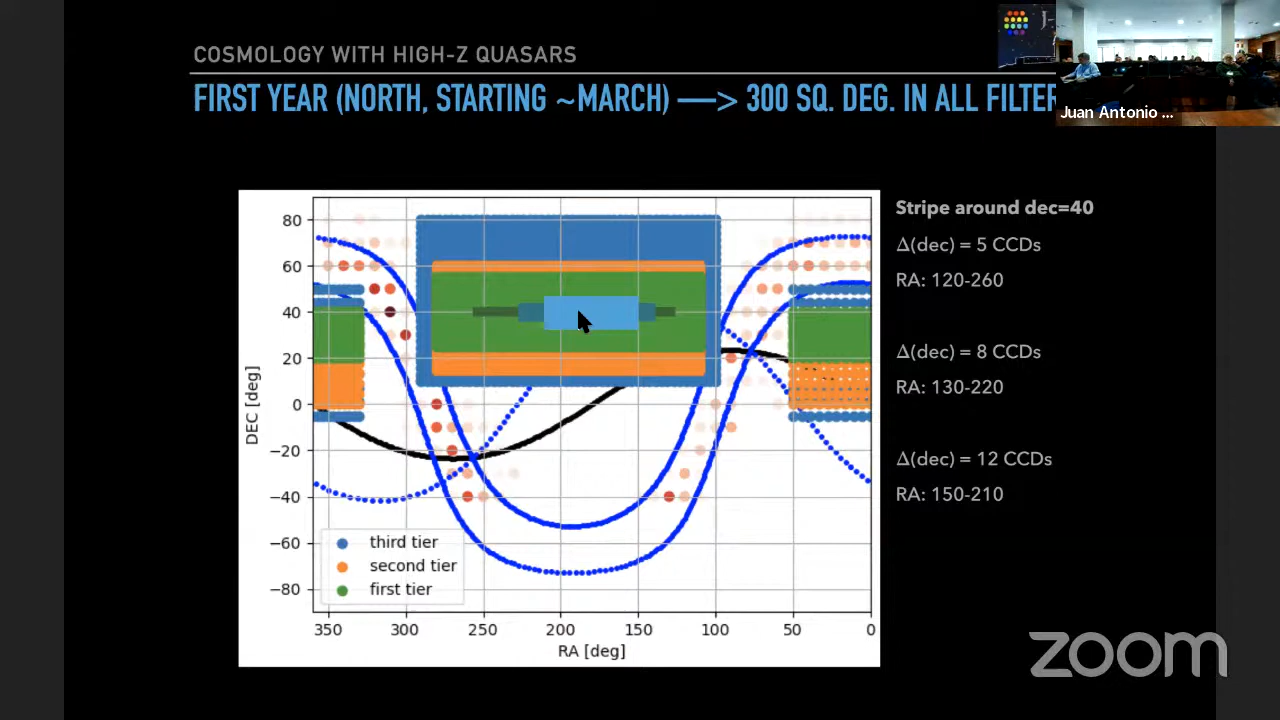 COSMOLOGY WITH HIGH-Z QUASARS
FIRST YEAR (NORTH, STARTING ~MARCH) —> 300 SQ. DEG. IN ALL FILTER
J-
Juan Antonio ...
Stripe around dec=40
Δ(dec) = 5 CCDs
RA: 120-260
Δ(dec) = 8 CCDs
RA: 130-220
Δ(dec) = 12 CCDs
RA: 150-210
DEC [deg]
80
60
40
20
0
−20
−40
−60
−80
third tier
second tier
first tier
350 300 250 200 150 100 50 0
RA [deg]
zoom